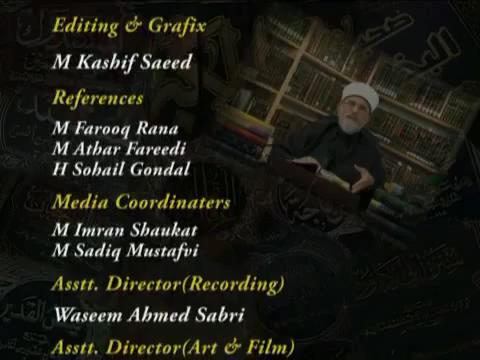 Editing & Grafix
M Kashif Saeed
References
M Farooq Rana
M Athar Fareedi
H Sohail Gondal
Media Coordinaters
M Imran Shaukat
M Sadiq Mustafvi
Asstt. Director(Recording)
Waseem Ahmed Sabri
Asstt. Director(Art & Film)